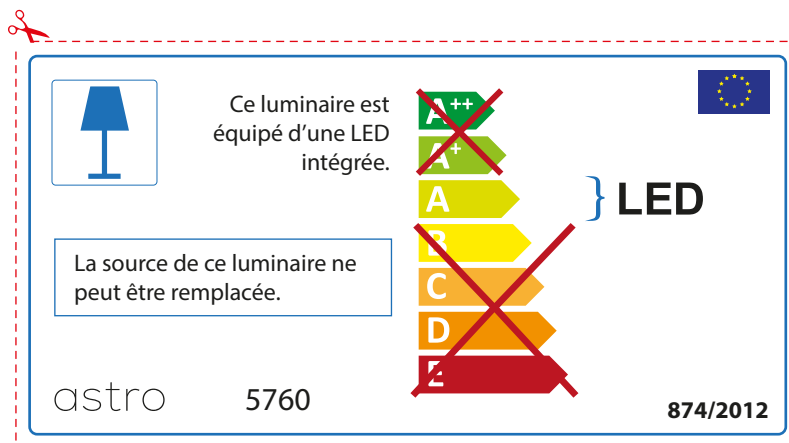 Ce luminaire est
équipé d’une LED
intégrée.
La source de ce luminaire ne
peut être remplacée.
A++
A+
A
B
C
D
E
LED
astro
5760
874/2012